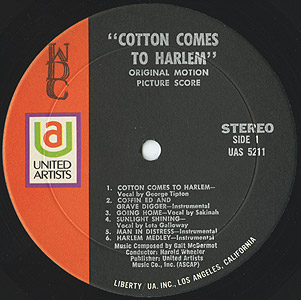 WDC
"COTTON COMES
TO HARLEM"
ORIGINAL MOTION
PICTURE SCORE
UA
UNITED
ARTISTS
STEREO
SIDE 1
UAS 5211
1. COTTON COMES TO HARLEM—
Vocal by George Tipton
2. COFFIN ED AND
GRAVE DIGGER—Instrumental
3. GOING HOME—Vocal by Sakinah
4. SUNLIGHT SHINING—
Vocal by Leta Galloway
5. MAN IN DISTRESS—Instrumental
6. HARLEM MEDLEY—Instrumental
Music Composed by Galt McDermot
Conductor: Harold Wheeler
Publisher: United Artists
Music Co., Inc. (ASCAP)
LIBERTY UA, INC., LOS ANGELES, CALIFORNIA